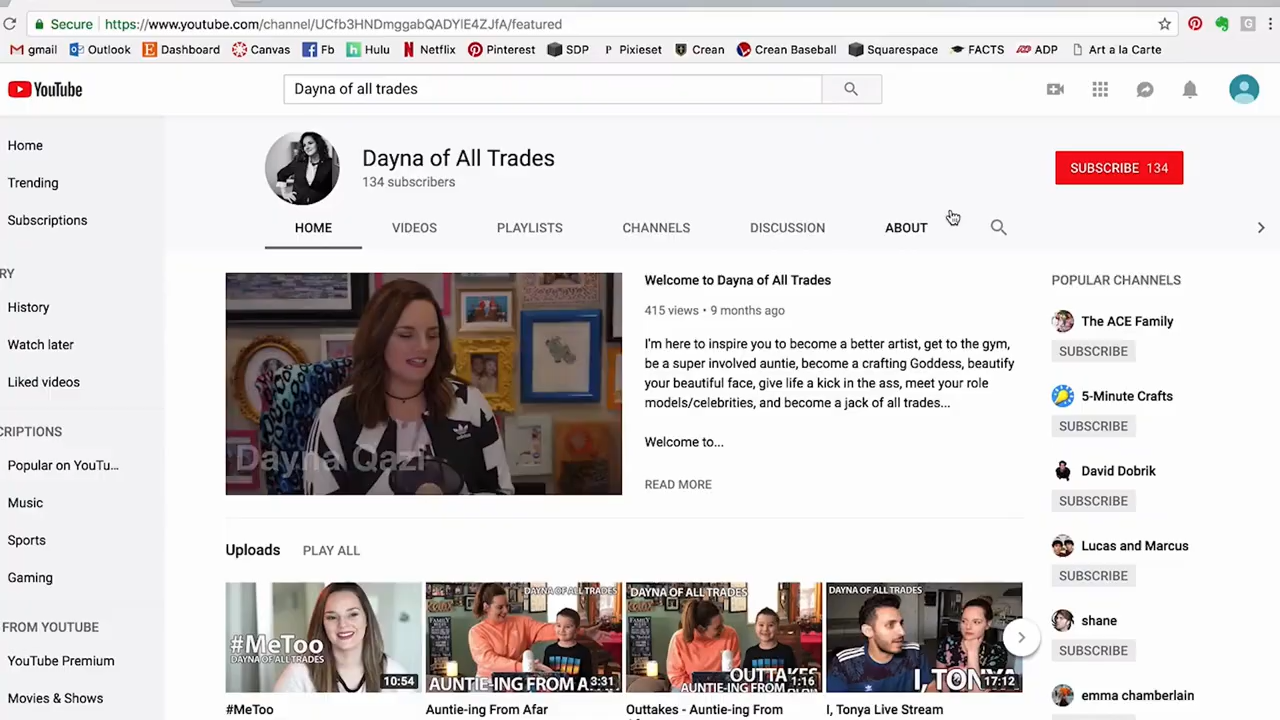 Secure https://www.youtube.com/channel/UCfb3HNDmggabQADYlE4ZJfA/featured
gmail Outlook Dashboard Canvas Fb Hulu Netflix Pinterest SDP Pixieset Crean Crean Baseball Squarespace FACTS ADP Art a la Carte
YouTube
Dayna of all trades
Home
Trending
Subscriptions
RY
History
Watch later
Liked videos
CRIPTIONS
Popular on YouTu...
Music
Sports
Gaming
FROM YOUTUBE
YouTube Premium
Movies & Shows
Dayna of All Trades
134 subscribers
SUBSCRIBE 134
HOME VIDEOS PLAYLISTS CHANNELS DISCUSSION ABOUT
Dayna Qazi
Welcome to Dayna of All Trades
415 views • 9 months ago
I'm here to inspire you to become a better artist, get to the gym,
be a super involved auntie, become a crafting Goddess, beautify
your beautiful face, give life a kick in the ass, meet your role
models/celebrities, and become a jack of all trades...
Welcome to...
READ MORE
Uploads PLAY ALL
#MeToo
DAYNA OF ALL TRADES
10:54
#MeToo
DAYNA OF ALL TRADES
AUNTIE-ING FROM A
3:31
Auntie-ing From Afar
DAYNA OF ALL TRADES
OUTTAKES
AUNTIE-ING FROM
1:16
Outtakes - Auntie-ing From
DAYNA OF ALL TRADES
I, TONYA
17:12
I, Tonya Live Stream
POPULAR CHANNELS
The ACE Family
SUBSCRIBE
5-Minute Crafts
SUBSCRIBE
David Dobrik
SUBSCRIBE
Lucas and Marcus
SUBSCRIBE
shane
SUBSCRIBE
emma chamberlain